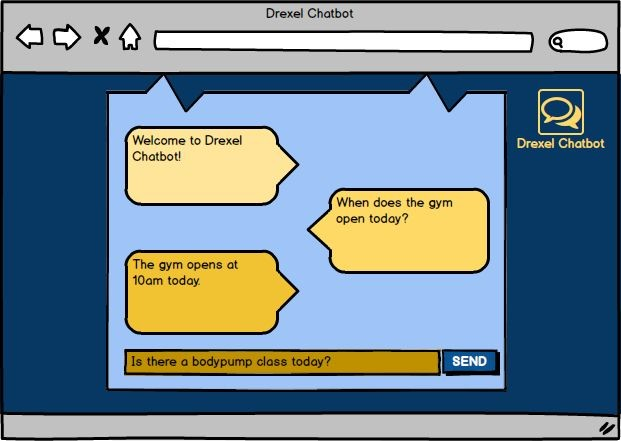 Drexel Chatbot
Drexel Chatbot
Welcome to Drexel
Chatbot!
When does the gym
open today?
The gym opens at
10am today.
Is there a bodypump class today?
SEND